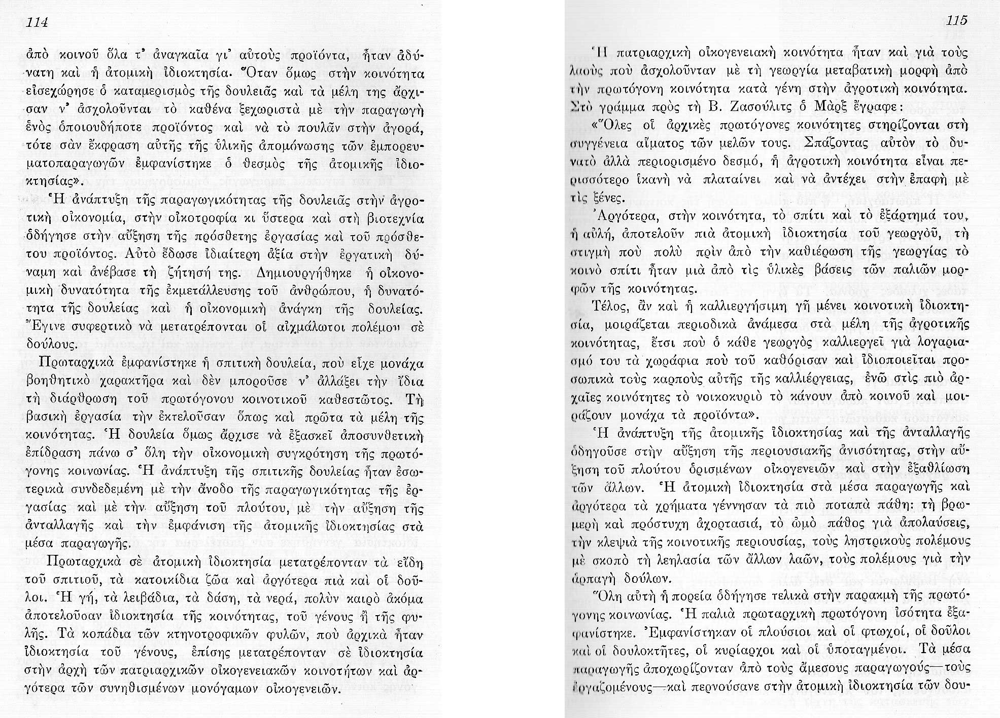 114
ἀπὸ κοινοῦ ὅλα τ’ ἀναγκαῖα γι’ αὐτοὺς προϊόντα, ἦταν ἀδύ-
νατη καὶ ἡ ἀτομικὴ ἰδιοκτησία. Ὅταν ὅμως στὴν κοινότητα
εἰσεχώρησε ὁ καταμερισμὸς τῆς δουλειᾶς καὶ τὰ μέλη της ἄρχι-
σαν ν’ ἀσχολοῦνται τὸ καθένα ξεχωριστὰ μὲ τὴν παραγωγὴ
ἑνὸς ὁποιουδήποτε προϊόντος καὶ νὰ τὸ πουλᾶν στὴν ἀγορά,
τότε σὰν ἔκφραση αὐτῆς τῆς ὑλικῆς ἀπομόνωσης τῶν ἐμπορευ-
ματοπαραγωγῶν ἐμφανίστηκε ὁ θεσμὸς τῆς ἀτομικῆς ἰδιο-
κτησίας».
Ἡ ἀνάπτυξη τῆς παραγωγικότητας τῆς δουλειᾶς στὴν ἀγρο-
τικὴ οἰκονομία, στὴν οἰκοτροφία κι ὕστερα καὶ στὴ βιοτεχνία
ὁδήγησε στὴν αὔξηση τῆς πρόσθετης ἐργασίας καὶ τοῦ πρόσθε-
του προϊόντος. Αὐτὸ ἔδωσε ἰδιαίτερη ἀξία στὴν ἐργατικὴ δύ-
ναμη καὶ ἀνέβασε τὴ ζήτησή της. Δημιουργήθηκε ἡ οἰκονο-
μικὴ δυνατότητα τῆς ἐκμετάλλευσης τοῦ ἀνθρώπου, ἡ δυνατό-
τητα τῆς δουλείας καὶ ἡ οἰκονομικὴ ἀνάγκη τῆς δουλείας.
Ἔγινε συφερτικὸ νὰ μετατρέπονται οἱ αἰχμάλωτοι πολέμου σὲ
δούλους.
Πρωταρχικὰ ἐμφανίστηκε ἡ σπιτικὴ δουλεία, ποὺ εἶχε μονάχα
βοηθητικὸ χαρακτῆρα καὶ δὲν μποροῦσε ν’ ἀλλάξει τὴν ἴδια
τὴ διάρθρωση τοῦ πρωτόγονου κοινοτικοῦ καθεστῶτος. Τὴ
βασικὴ ἐργασία τὴν ἐκτελοῦσαν ὅπως καὶ πρῶτα τὰ μέλη τῆς
κοινότητας. Ἡ δουλεία ὅμως ἄρχισε νὰ ἐξασκεῖ ἀποσυνθετικὴ
ἐπίδραση πάνω σ’ ὅλη τὴν οἰκονομικὴ συγκρότηση τῆς πρωτό-
γονης κοινωνίας. Ἡ ἀνάπτυξη τῆς σπιτικῆς δουλείας ἦταν ἐσω-
τερικὰ συνδεδεμένη μὲ τὴν ἄνοδο τῆς παραγωγικότητας τῆς ἐρ-
γασίας καὶ μὲ τὴν αὔξηση τοῦ πλούτου, μὲ τὴν αὔξηση τῆς
ἀνταλλαγῆς καὶ τὴν ἐμφάνιση τῆς ἀτομικῆς ἰδιοκτησίας στὰ
μέσα παραγωγῆς.
Πρωταρχικὰ σὲ ἀτομικὴ ἰδιοκτησία μετατρέπονταν τὰ εἴδη
τοῦ σπιτιοῦ, τὰ κατοικίδια ζῶα καὶ ἀργότερα πιὰ καὶ οἱ δοῦ-
λοι. Ἡ γή, τὰ λειβάδια, τὰ δάση, τὰ νερά, πολὺν καιρὸ ἀκόμα
ἀποτελοῦσαν ἰδιοκτησία τῆς κοινότητας, τοῦ γένους ἢ τῆς φυ-
λῆς. Τὰ κοπάδια τῶν κτηνοτροφικῶν φυλῶν, ποὺ ἀρχικὰ ἦταν
ἰδιοκτησία τοῦ γένους, ἐπίσης μετατρέπονταν σὲ ἰδιοκτησία
στὴν ἀρχὴ τῶν πατριαρχικῶν οἰκογενειακῶν κοινοτήτων καὶ ἀρ-
γότερα τῶν συνηθισμένων μονόγαμων οἰκογενειῶν.
115
Ἡ πατριαρχικὴ οἰκογενειακὴ κοινότητα ἦταν καὶ γιὰ τοὺς
λαοὺς ποὺ ἀσχολοῦνταν μὲ τὴ γεωργία μεταβατικὴ μορφὴ ἀπὸ
τὴν πρωτόγονη κοινότητα κατὰ γένη στὴν ἀγροτικὴ κοινότητα.
Στὸ γράμμα πρὸς τὴ Β. Ζασούλιτς ὁ Μὰρξ ἔγραφε:
«Ὅλες οἱ ἀρχικὲς πρωτόγονες κοινότητες στηρίζονται στὴ
συγγένεια αἵματος τῶν μελῶν τους. Σπάζοντας αὐτὸν τὸ δυ-
νατὸ ἀλλὰ περιορισμένο δεσμό, ἡ ἀγροτικὴ κοινότητα εἶναι πε-
ρισσότερο ἱκανὴ νὰ πλαταίνει καὶ νὰ ἀντέχει στὴν ἐπαφὴ μὲ
τὶς ξένες.
Ἀργότερα, στὴν κοινότητα, τὸ σπίτι καὶ τὸ ἐξάρτημά του,
ἡ αὐλή, ἀποτελοῦν πιὰ ἀτομικὴ ἰδιοκτησία τοῦ γεωργοῦ, τὴ
στιγμὴ ποὺ πολὺ πρὶν ἀπὸ τὴν καθιέρωση τῆς γεωργίας τὸ
κοινὸ σπίτι ἦταν μιὰ ἀπὸ τὶς ὑλικὲς βάσεις τῶν παλιῶν μορ-
φῶν τῆς κοινότητας.
Τέλος, ἂν καὶ ἡ καλλιεργήσιμη γῆ μένει κοινοτικὴ ἰδιοκτη-
σία, μοιράζεται περιοδικὰ ἀνάμεσα στὰ μέλη τῆς ἀγροτικῆς
κοινότητας, ἔτσι ποὺ ὁ κάθε γεωργὸς καλλιεργεῖ γιὰ λογαρια-
σμό του τὰ χωράφια ποὺ τοῦ καθόρισαν καὶ ἰδιοποιεῖται προ-
σωπικὰ τοὺς καρποὺς αὐτῆς τῆς καλλιέργειας, ἐνῶ στὶς πιὸ ἀρ-
χαῖες κοινότητες τὸ νοικοκυριὸ τὸ κάνουν ἀπὸ κοινοῦ καὶ μοι-
ράζουν μονάχα τὰ προϊόντα».
Ἡ ἀνάπτυξη τῆς ἀτομικῆς ἰδιοκτησίας καὶ τῆς ἀνταλλαγῆς
ὁδηγοῦσε στὴν αὔξηση τῆς περιουσιακῆς ἀνισότητας, στὴν αὔ-
ξηση τοῦ πλούτου ὁρισμένων οἰκογενειῶν καὶ στὴν ἐξαθλίωση
τῶν ἄλλων. Ἡ ἀτομικὴ ἰδιοκτησία στὰ μέσα παραγωγῆς καὶ
ἀργότερα τὰ χρήματα γέννησαν τὰ πιὸ ποταπὰ πάθη: τὴ βρω-
μερὴ καὶ πρόστυχη ἀχορτασιά, τὸ ὠμὸ πάθος γιὰ ἀπολαύσεις,
τὴν κλεψιὰ τῆς κοινοτικῆς περιουσίας, τοὺς ληστρικοὺς πολέμους
μὲ σκοπὸ τὴ λεηλασία τῶν ἄλλων λαῶν, τοὺς πολέμους γιὰ τὴν
ἁρπαγὴ δούλων.
Ὅλη αὐτὴ ἡ πορεία ὁδήγησε τελικὰ στὴν παρακμὴ τῆς πρωτό-
γονης κοινωνίας. Ἡ παλιὰ πρωταρχικὴ πρωτόγονη ἰσότητα ἐξα-
φανίστηκε. Ἐμφανίστηκαν οἱ πλούσιοι καὶ οἱ φτωχοί, οἱ δοῦλοι
καὶ οἱ δουλοκτῆτες, οἱ κυρίαρχοι καὶ οἱ ὑποταγμένοι. Τὰ μέσα
παραγωγῆς ἀποχωρίζονταν ἀπὸ τοὺς ἄμεσους παραγωγούς—τοὺς
ἐργαζομένους—καὶ περνούσανε στὴν ἀτομικὴ ἰδιοκτησία τῶν δου-